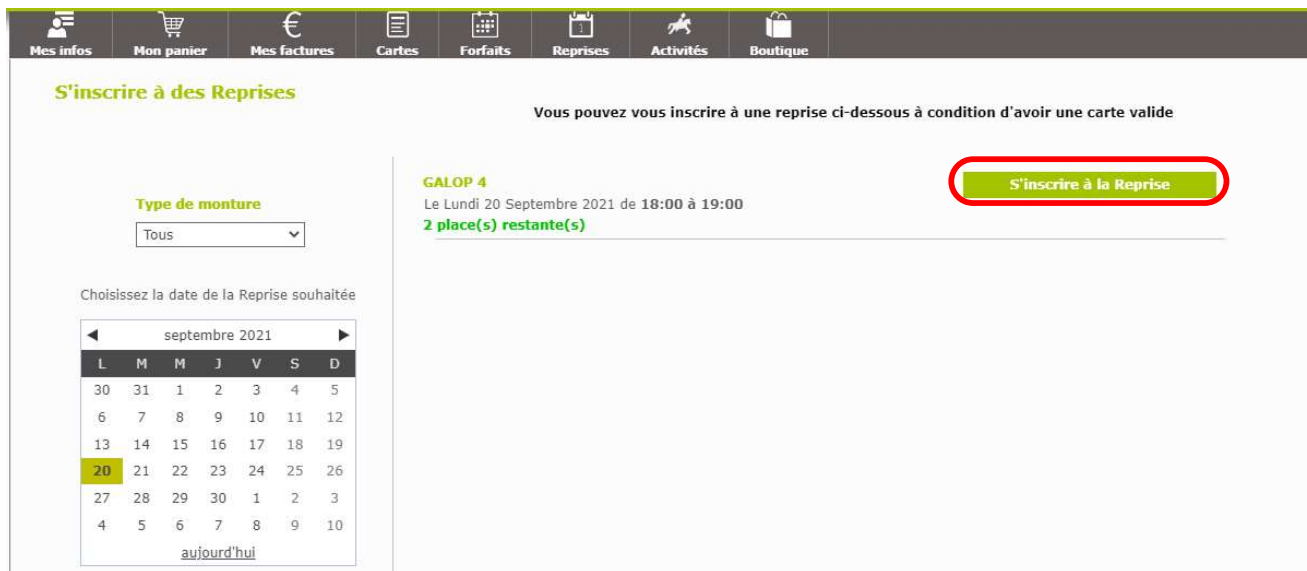 Mes infos Mon panier Mes factures Cartes Forfaits Reprises Activités Boutique
S'inscrire à des Reprises
Vous pouvez vous inscrire à une reprise ci-dessous à condition d'avoir une carte valide
Type de monture
Tous
Choisissez la date de la Reprise souhaitée
septembre 2021
L M M J V S D
30 31 1 2 3 4 5
6 7 8 9 10 11 12
13 14 15 16 17 18 19
20 21 22 23 24 25 26
27 28 29 30 1 2 3
4 5 6 7 8 9 10
aujourd'hui
GALOP 4
Le Lundi 20 Septembre 2021 de 18:00 à 19:00
2 place(s) restante(s)
S'inscrire à la Reprise